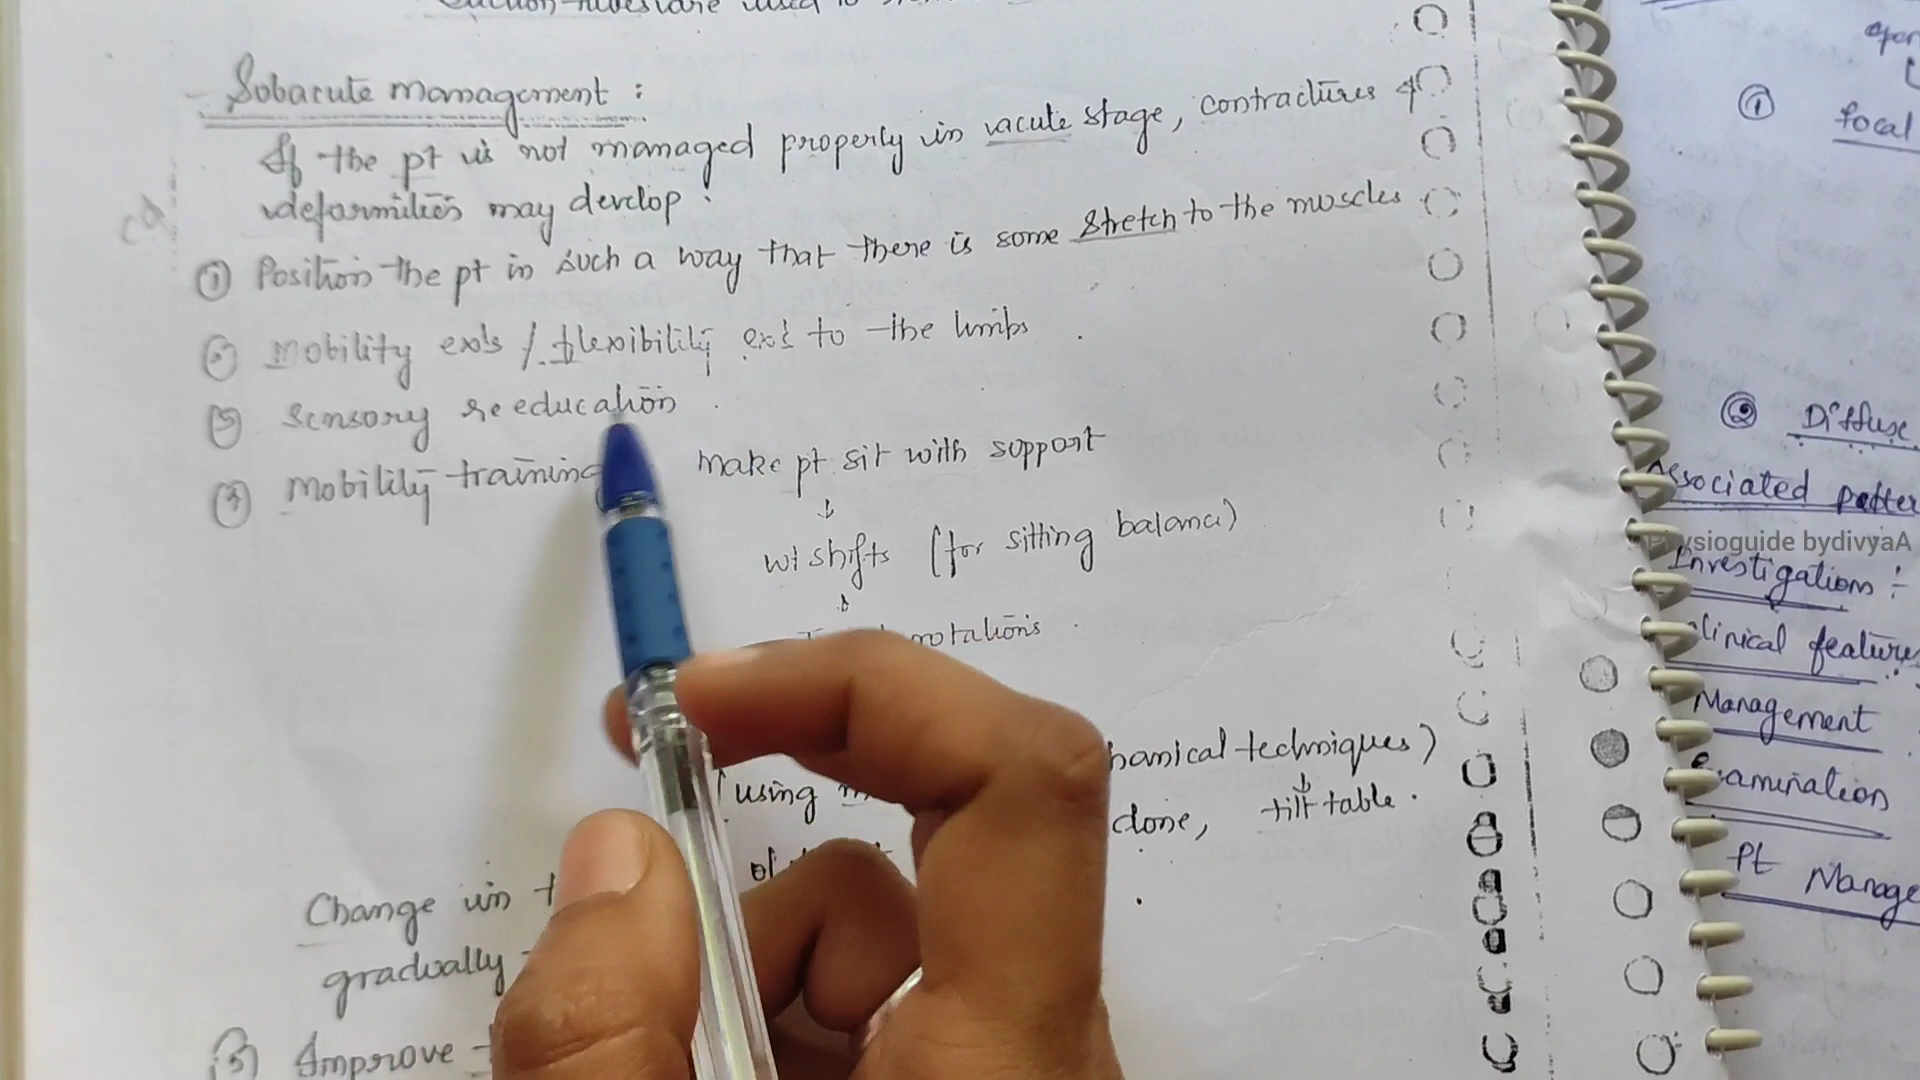 Subacute management :
If the pt is not managed properly in acute stage, contractures &
deformities may develop.
① Position the pt in such a way that there is some stretch to the muscles
② Mobility exs / flexibility exs to the limbs
③ Sensory re education
④ Mobility training
make pt sit with support
↓
wt shifts (for sitting balance)
↓
rotations
hanical techniques)
↓
(using
done, tilt table.
of
Change in t
gradually
⑤ Improve
①
focal
② Diffuse
Associated patter
Physioguide bydivyaA
Investigation :-
Clinical feature
Management
Examination
Pt Manage